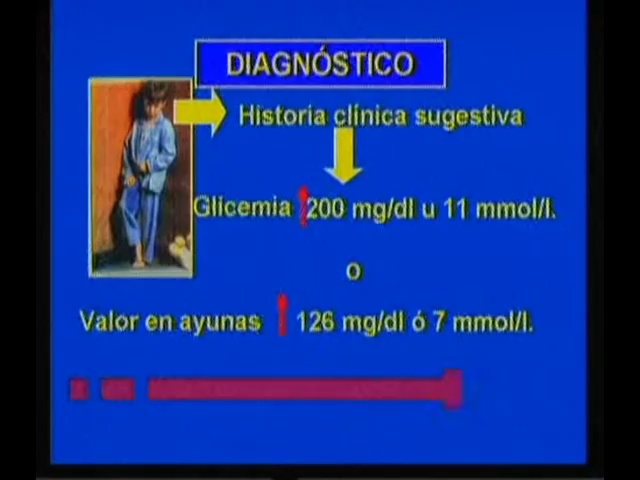 DIAGNÓSTICO
Historia clínica sugestiva
Glicemia 200 mg/dl u 11 mmol/l.
o
Valor en ayunas 126 mg/dl ó 7 mmol/l.